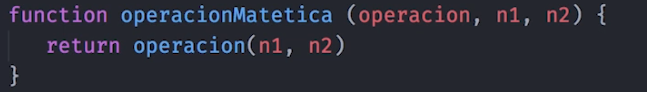 function operacionMatetica (operacion, n1, n2) {
return operacion(n1, n2)
}